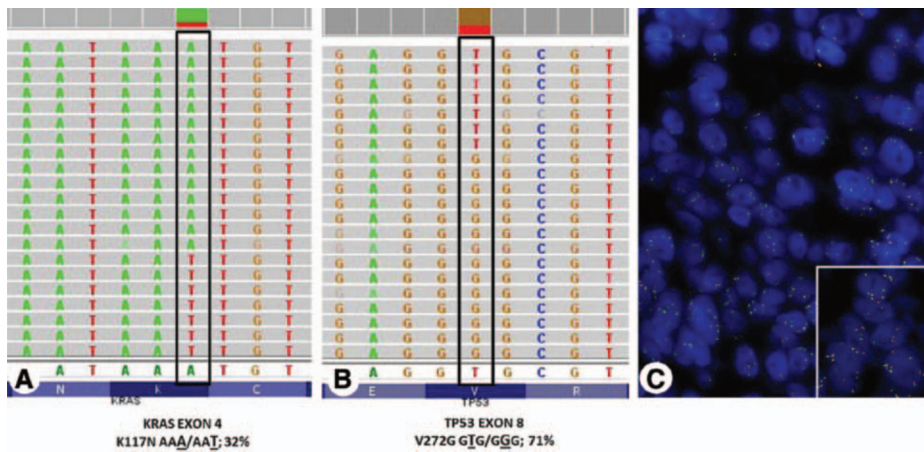 A A T A A A T G T
A A T A A A T G T
A A T A A A T G T
A A T A A A T G T
A A T A A A T G T
A A T A A A T G T
A A T A A A T G T
A A T A A A T G T
A A T A A A T G T
A A T A A A T G T
A A T A A A T G T
A A T A A A T G T
A A T A A A T G T
A A T A A A T G T
A A T A A T T G T
A A T A A T T G T
A A T A A T T G T
A A T A A T T G T
A A T A A T T G T
A A T A A T T G T
A A T A A T T G T
A T A A A T G T
A
N K C
KRAS
KRAS EXON 4
K117N AAA/AAT; 32%
G A G G T G C G T
G A G G T G C G T
G A G G T G C G T
G A G G T G C G T
G A G G T G C G T
G A G G T G C G T
G A G G T G C G T
G A G G G G C G T
G A G G G G C G T
G A G G G G C G T
G A G G G G C G T
G A G G G G C G T
G A G G G G C G T
G A G G G G C G T
G A G G G G C G T
G A G G G G C G T
G A G G G G C G T
G A G G G G C G T
G A G G G G C G T
G A G G G G C G T
G A G G G G C G T
A G G T G C G T
B
E V R
TP53
TP53 EXON 8
V272G GTG/GGG; 71%
C